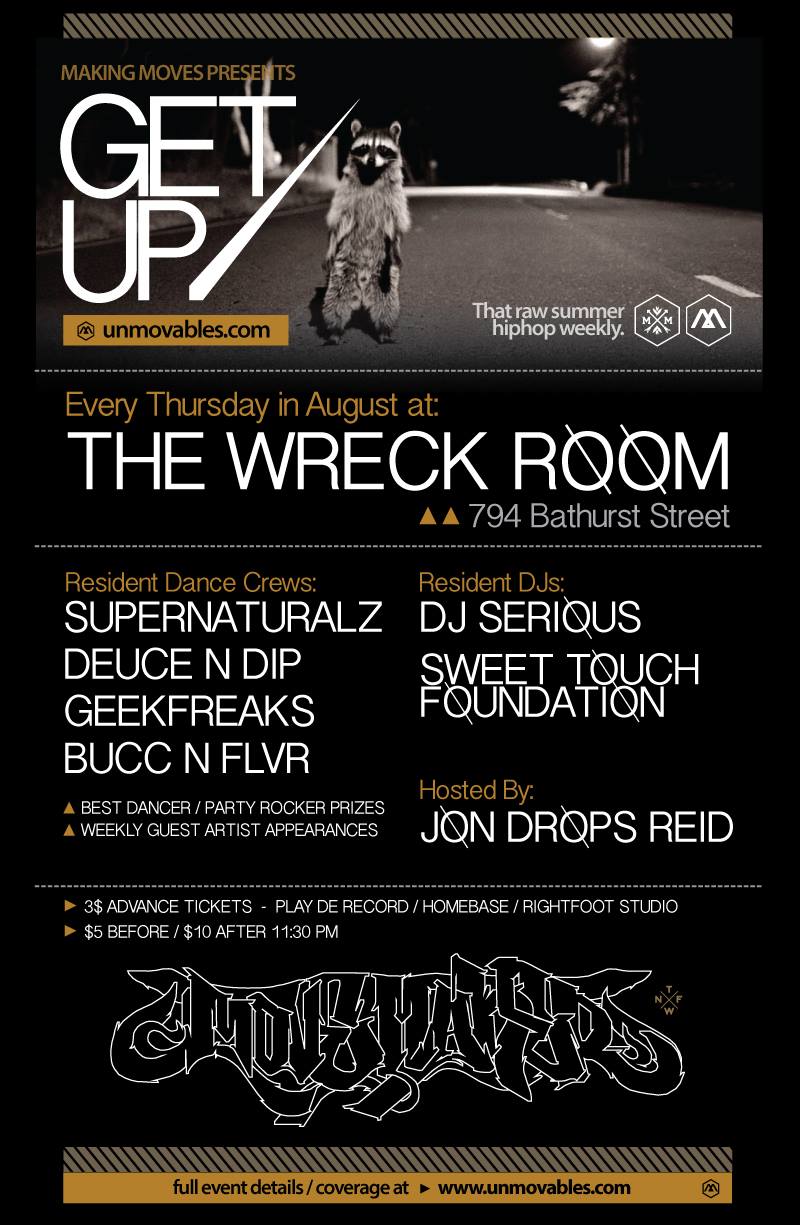 MAKING MOVES PRESENTS
GET
UP/
unmovables.com
That raw summer
hiphop weekly.
M M
Every Thursday in August at:
THE WRECK ROOM
794 Bathurst Street
Resident Dance Crews:
SUPERNATURALZ
DEUCE N DIP
GEEKFREAKS
BUCC N FLVR
BEST DANCER / PARTY ROCKER PRIZES
WEEKLY GUEST ARTIST APPEARANCES
Resident DJs:
DJ SERIOUS
SWEET TOUCH
FOUNDATION
Hosted By:
JON DROPS REID
3$ ADVANCE TICKETS - PLAY DE RECORD / HOMEBASE / RIGHTFOOT STUDIO
$5 BEFORE / $10 AFTER 11:30 PM
T
N F
W
full event details / coverage at ► www.unmovables.com